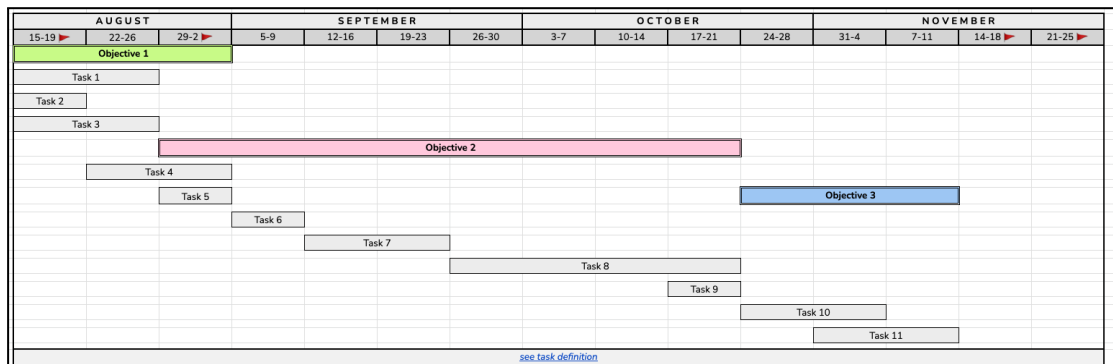 AUGUST SEPTEMBER OCTOBER NOVEMBER
15-19 22-26 29-2 5-9 12-16 19-23 26-30 3-7 10-14 17-21 24-28 31-4 7-11 14-18 21-25
Objective 1
Task 1
Task 2
Task 3
Objective 2
Task 4
Task 5 Objective 3
Task 6
Task 7
Task 8
Task 9
Task 10
Task 11
see task definition